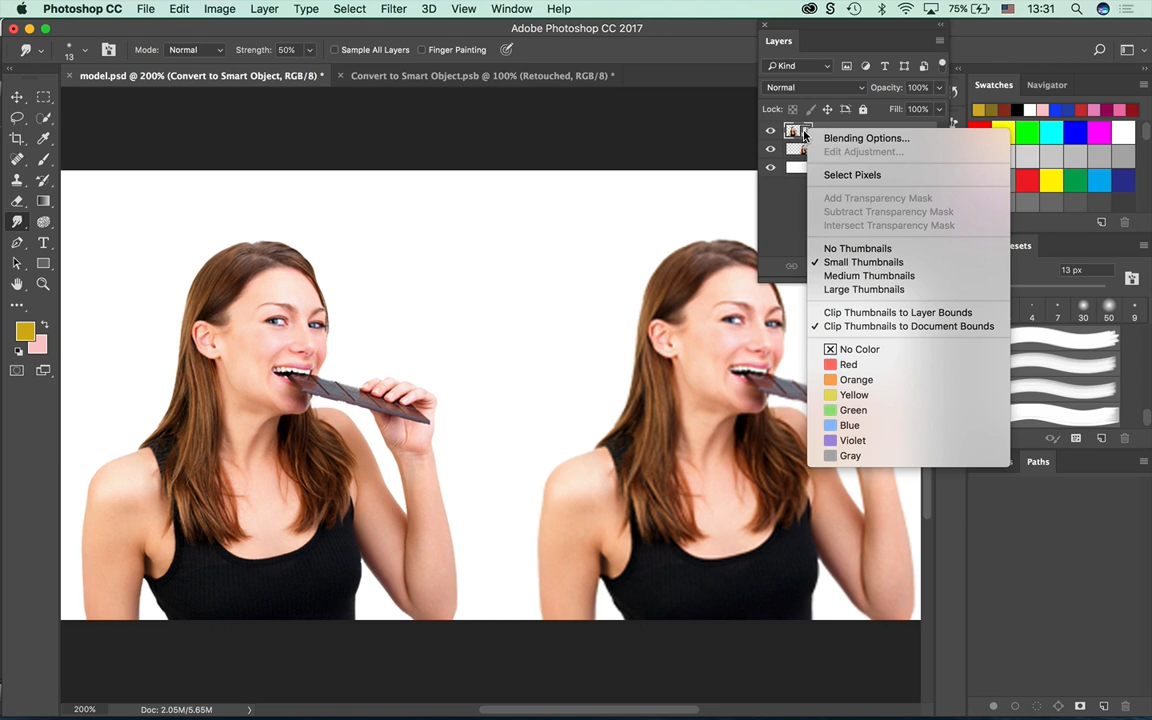 Photoshop CC File Edit Image Layer Type Select Filter 3D View Window Help 75% 13:31
Adobe Photoshop CC 2017
13 Mode: Normal Strength: 50% Sample All Layers Finger Painting
model.psd @ 200% (Convert to Smart Object, RGB/8) *
Convert to Smart Object.psb @ 100% (Retouched, RGB/8) *
Layers
Kind
Normal Opacity: 100%
Lock: Fill: 100%
Blending Options...
Edit Adjustment...
Select Pixels
Add Transparency Mask
Subtract Transparency Mask
Intersect Transparency Mask
No Thumbnails
Small Thumbnails
Medium Thumbnails
Large Thumbnails
Clip Thumbnails to Layer Bounds
Clip Thumbnails to Document Bounds
No Color
Red
Orange
Yellow
Green
Blue
Violet
Gray
Swatches Navigator
esets
13 px
4 7 30 50 9
Paths
200% Doc: 2.05M/5.65M